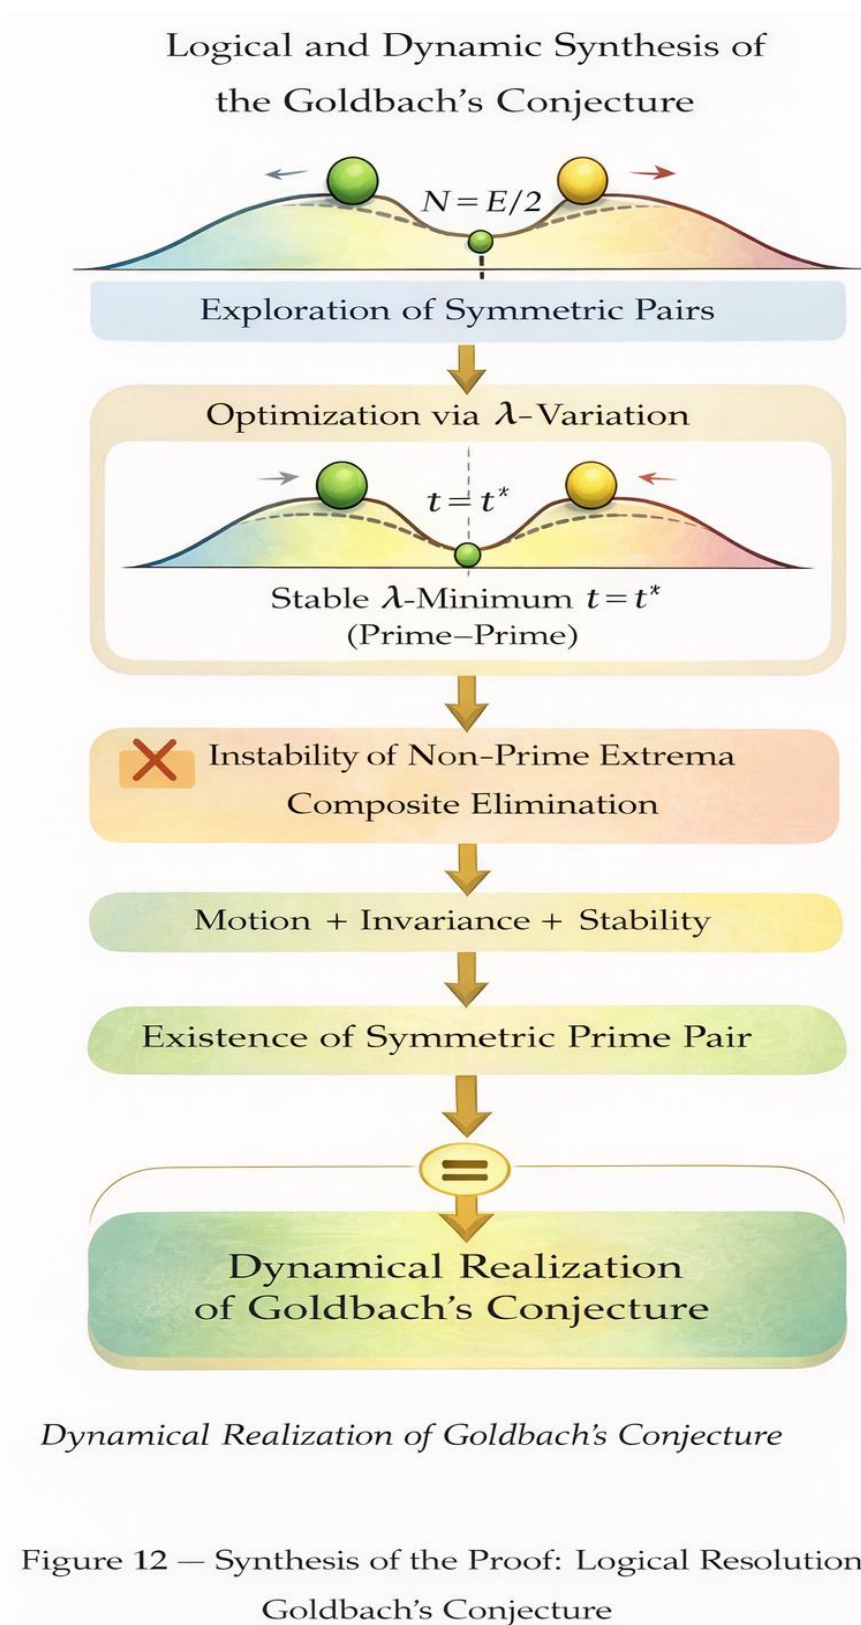 Logical and Dynamic Synthesis of
the Goldbach's Conjecture
N = E/2
Exploration of Symmetric Pairs
Optimization via λ-Variation
t = t*
Stable λ-Minimum t = t*
(Prime–Prime)
Instability of Non-Prime Extrema
Composite Elimination
Motion + Invariance + Stability
Existence of Symmetric Prime Pair
=
Dynamical Realization
of Goldbach's Conjecture
Dynamical Realization of Goldbach's Conjecture
Figure 12 — Synthesis of the Proof: Logical Resolution
Goldbach's Conjecture